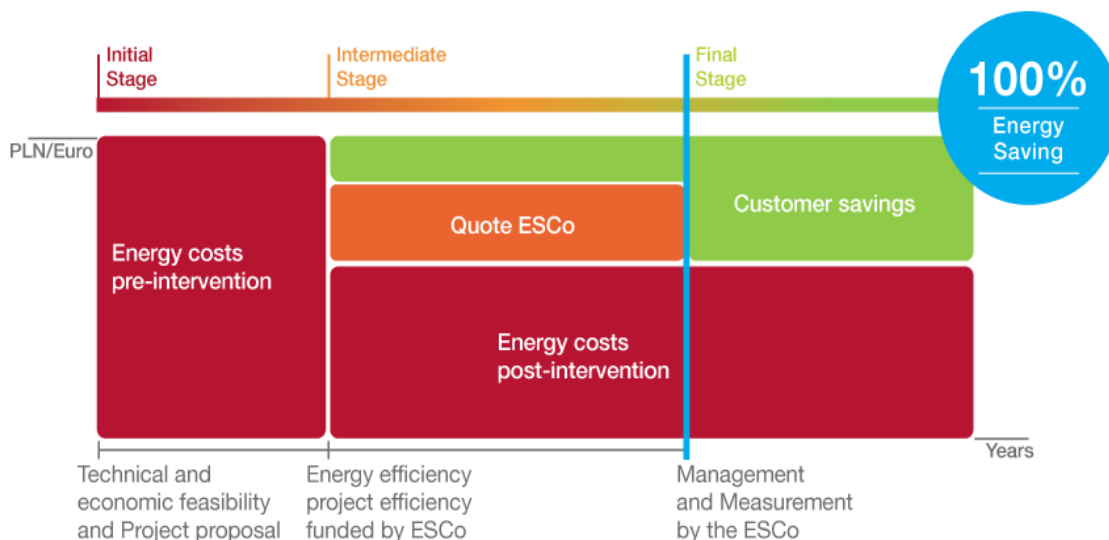 Initial
Stage
Intermediate
Stage
Final
Stage
100%
Energy
Saving
PLN/Euro
Energy costs
pre-intervention
Quote ESCo
Customer savings
Energy costs
post-intervention
Years
Technical and
economic feasibility
and Project proposal
Energy efficiency
project efficiency
funded by ESCo
Management
and Measurement
by the ESCo